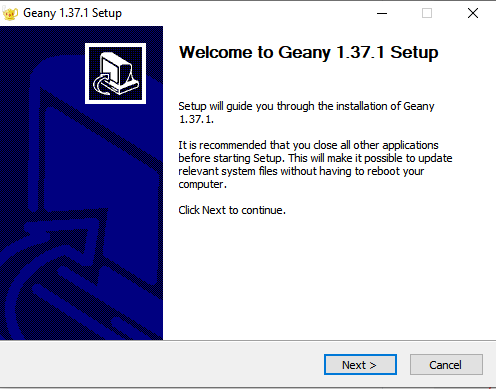 Geany 1.37.1 Setup
Welcome to Geany 1.37.1 Setup
Setup will guide you through the installation of Geany
1.37.1.
It is recommended that you close all other applications
before starting Setup. This will make it possible to update
relevant system files without having to reboot your
computer.
Click Next to continue.
Next >
Cancel